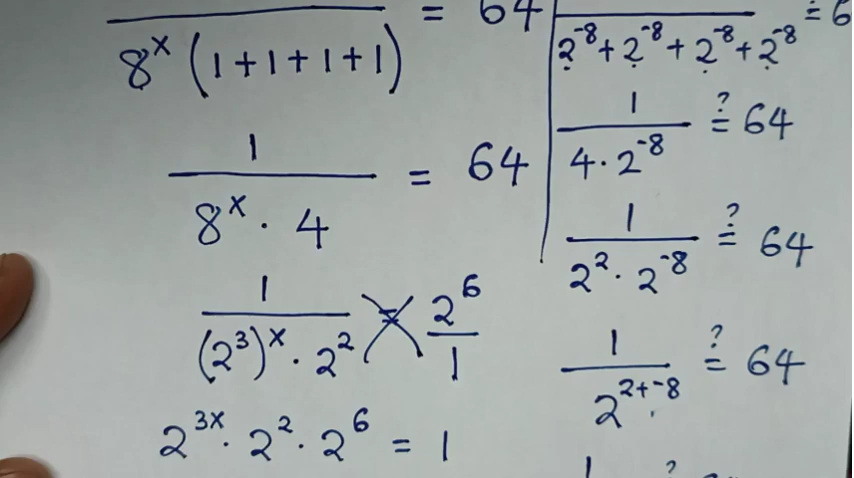 ——— = 64
8^x (1+1+1+1)
1
——— = 64
8^x · 4
1/((2^3)^x · 2^2) = 2^6/1
2^{3x} · 2^2 · 2^6 = 1
2^{-8} + 2^{-8} + 2^{-8} + 2^{-8}
1/(4 · 2^{-8}) ?= 64
1/(2^2 · 2^{-8}) ?= 64
1/(2^{2+-8}) ?= 64